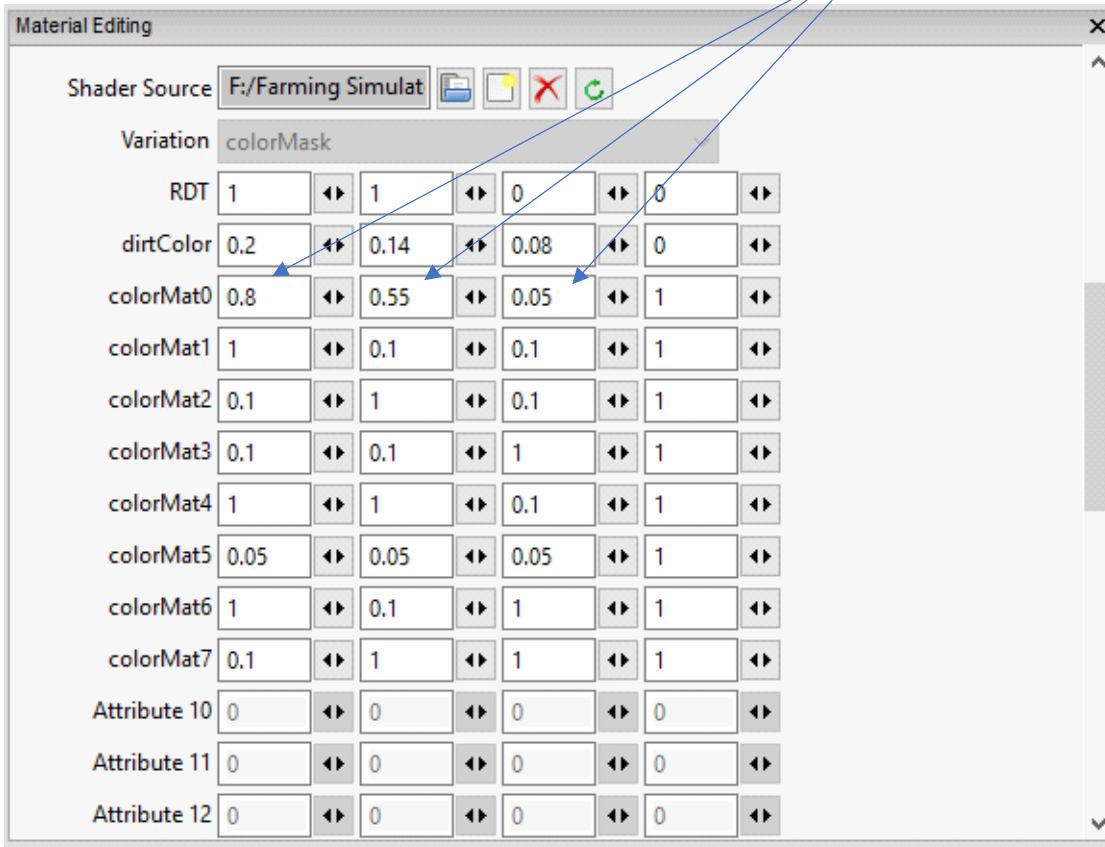 Material Editing
Shader Source F:/Farming Simulat
Variation colorMask
RDT 1 1 0 0
dirtColor 0.2 0.14 0.08 0
colorMat0 0.8 0.55 0.05 1
colorMat1 1 0.1 0.1 1
colorMat2 0.1 1 0.1 1
colorMat3 0.1 0.1 1 1
colorMat4 1 1 0.1 1
colorMat5 0.05 0.05 0.05 1
colorMat6 1 0.1 1 1
colorMat7 0.1 1 1 1
Attribute 10 0 0 0 0
Attribute 11 0 0 0 0
Attribute 12 0 0 0 0